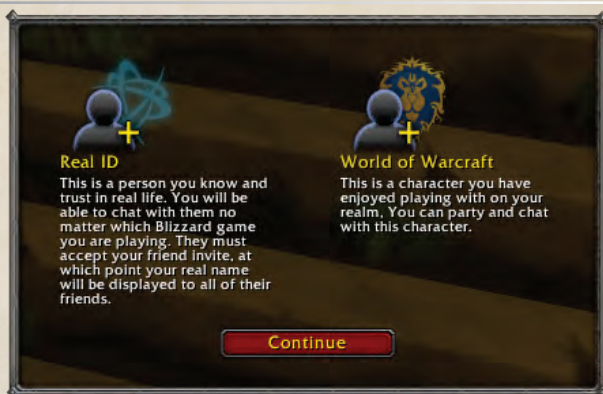 Real ID
This is a person you know and
trust in real life. You will be
able to chat with them no
matter which Blizzard game
you are playing. They must
accept your friend invite, at
which point your real name
will be displayed to all of their
friends.
World of Warcraft
This is a character you have
enjoyed playing with on your
realm. You can party and chat
with this character.
Continue